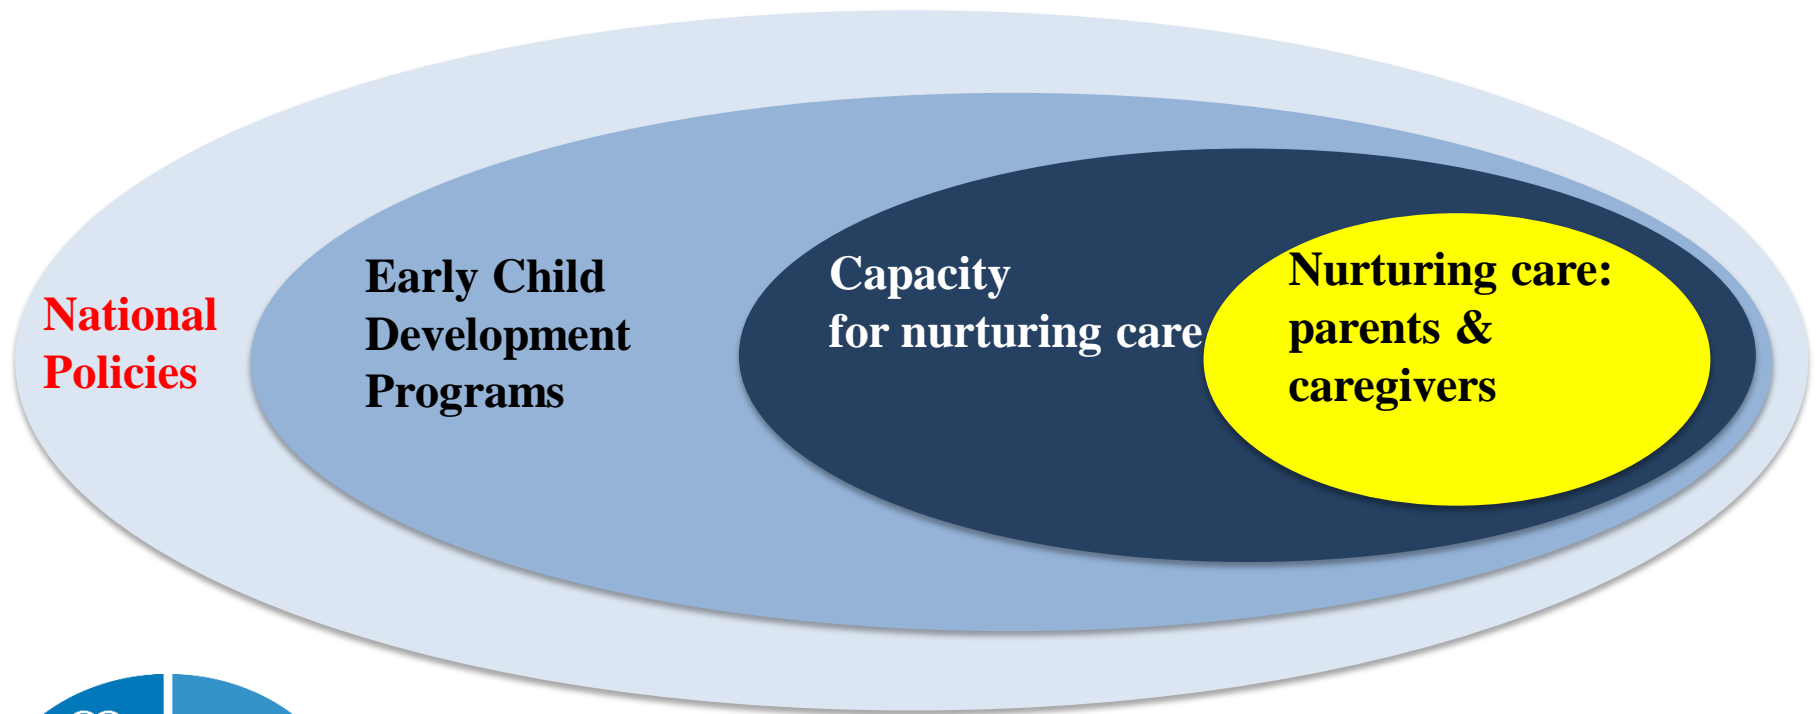 National
Policies
Early Child
Development
Programs
Capacity
for nurturing care
Nurturing care:
parents &
caregivers